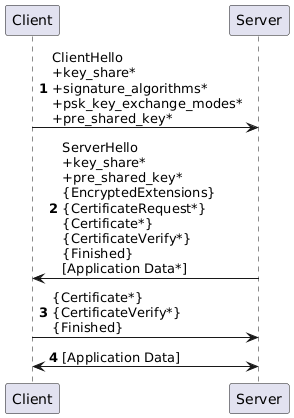 Client Server
ClientHello
+key_share*
1 +signature_algorithms*
+psk_key_exchange_modes*
+pre_shared_key*
ServerHello
+key_share*
+pre_shared_key*
{EncryptedExtensions}
2 {CertificateRequest*}
{Certificate*}
{CertificateVerify*}
{Finished}
[Application Data*]
{Certificate*}
3 {CertificateVerify*}
{Finished}
4 [Application Data]
Client Server